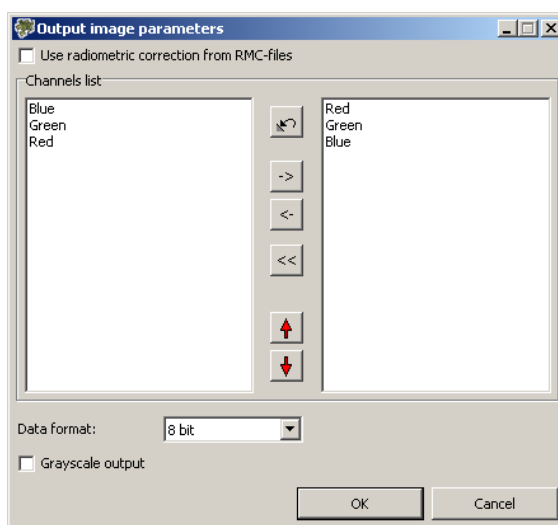 Output image parameters
Use radiometric correction from RMC-files
Channels list
Blue
Green
Red
->
<-
<<
Red
Green
Blue
Data format:
8 bit
Grayscale output
OK
Cancel